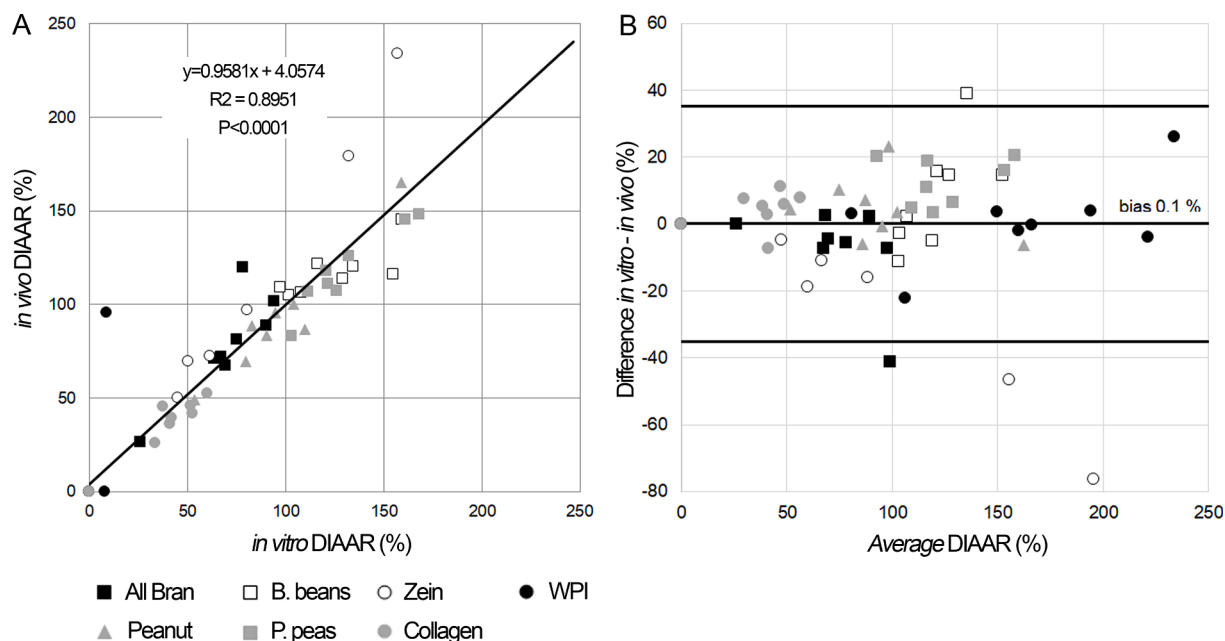 A
250
200
150
100
50
0
in vivo DIAAR (%)
y=0.9581x + 4.0574
R2 = 0.8951
P<0.0001
0 50 100 150 200 250
in vitro DIAAR (%)
B
60
40
20
0
-20
-40
-60
-80
Difference in vitro - in vivo (%)
bias 0.1 %
0 50 100 150 200 250
Average DIAAR (%)
All Bran B. beans Zein WPI
Peanut P. peas Collagen